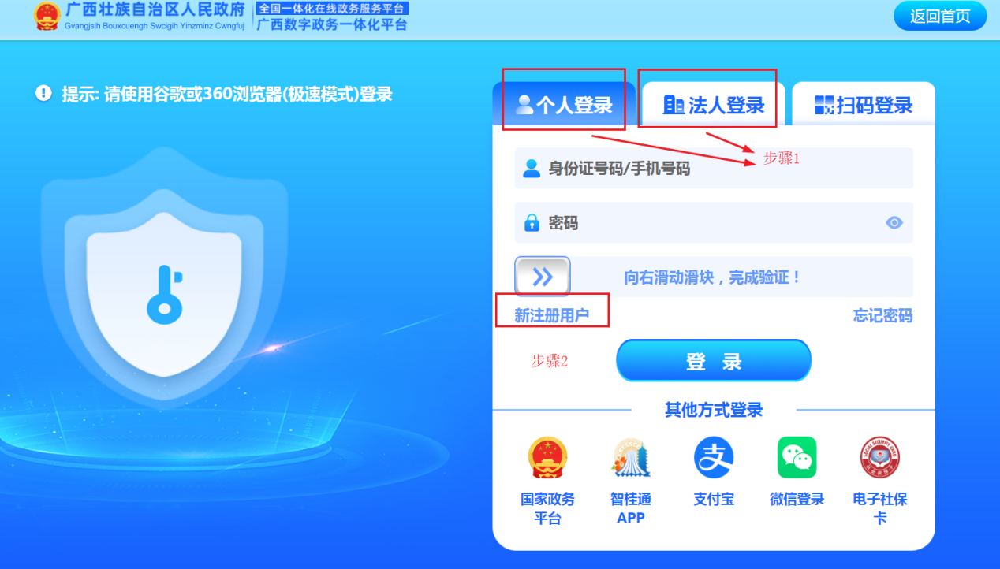 广西壮族自治区人民政府
Gvangjsih Bouxcuengh Swcigih Yinzminz Cwngfuj
全国一体化在线政务服务平台
广西数字政务一体化平台
返回首页
提示: 请使用谷歌或360浏览器(极速模式)登录
个人登录
法人登录
扫码登录
步骤1
身份证号码/手机号码
密码
向右滑动滑块，完成验证！
新注册用户
忘记密码
步骤2
登 录
其他方式登录
国家政务
平台
智桂通
APP
支付宝
微信登录
电子社保
卡